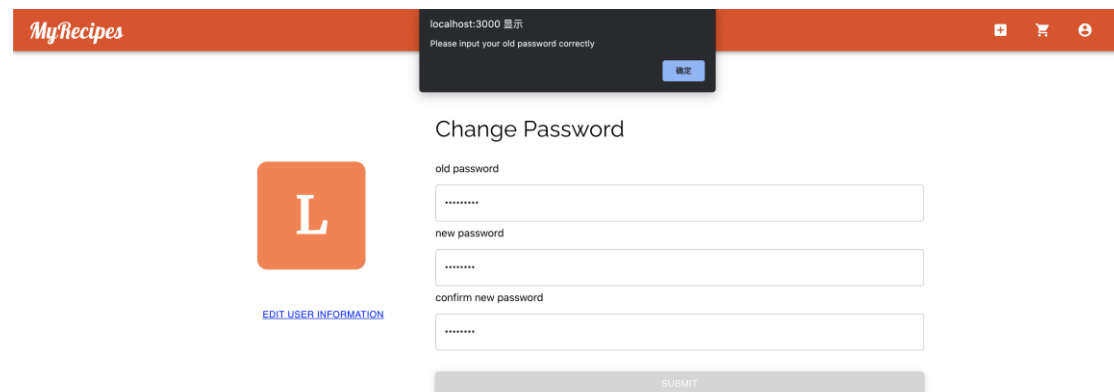 MyRecipes
localhost:3000 显示
Please input your old password correctly
确定
Change Password
old password
•••••••••
L
new password
••••••••
EDIT USER INFORMATION
confirm new password
••••••••
SUBMIT